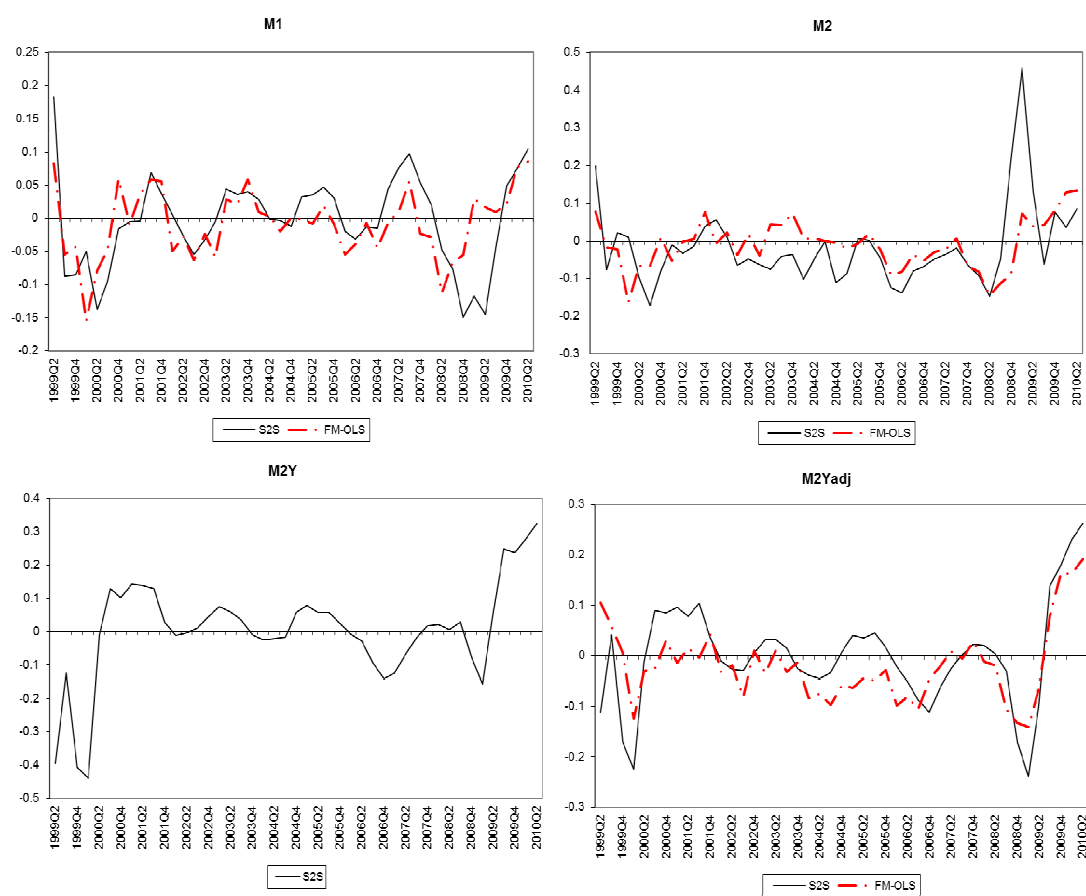 M1
0.25
0.2
0.15
0.1
0.05
0
-0.05
-0.1
-0.15
-0.2
1999Q2
1999Q4
2000Q2
2000Q4
2001Q2
2001Q4
2002Q2
2002Q4
2003Q2
2003Q4
2004Q2
2004Q4
2005Q2
2005Q4
2006Q2
2006Q4
2007Q2
2007Q4
2008Q2
2008Q4
2009Q2
2009Q4
2010Q2
S2S FM-OLS
M2
0.5
0.4
0.3
0.2
0.1
0
-0.1
-0.2
-0.3
1999Q2
1999Q4
2000Q2
2000Q4
2001Q2
2001Q4
2002Q2
2002Q4
2003Q2
2003Q4
2004Q2
2004Q4
2005Q2
2005Q4
2006Q2
2006Q4
2007Q2
2007Q4
2008Q2
2008Q4
2009Q2
2009Q4
2010Q2
S2S FM-OLS
M2Y
0.4
0.3
0.2
0.1
0
-0.1
-0.2
-0.3
-0.4
-0.5
1999Q2
1999Q4
2000Q2
2000Q4
2001Q2
2001Q4
2002Q2
2002Q4
2003Q2
2003Q4
2004Q2
2004Q4
2005Q2
2005Q4
2006Q2
2006Q4
2007Q2
2007Q4
2008Q2
2008Q4
2009Q2
2009Q4
2010Q2
S2S
M2Yadj
0.3
0.2
0.1
0
-0.1
-0.2
-0.3
1999Q2
1999Q4
2000Q2
2000Q4
2001Q2
2001Q4
2002Q2
2002Q4
2003Q2
2003Q4
2004Q2
2004Q4
2005Q2
2005Q4
2006Q2
2006Q4
2007Q2
2007Q4
2008Q2
2008Q4
2009Q2
2009Q4
2010Q2
S2S FM-OLS